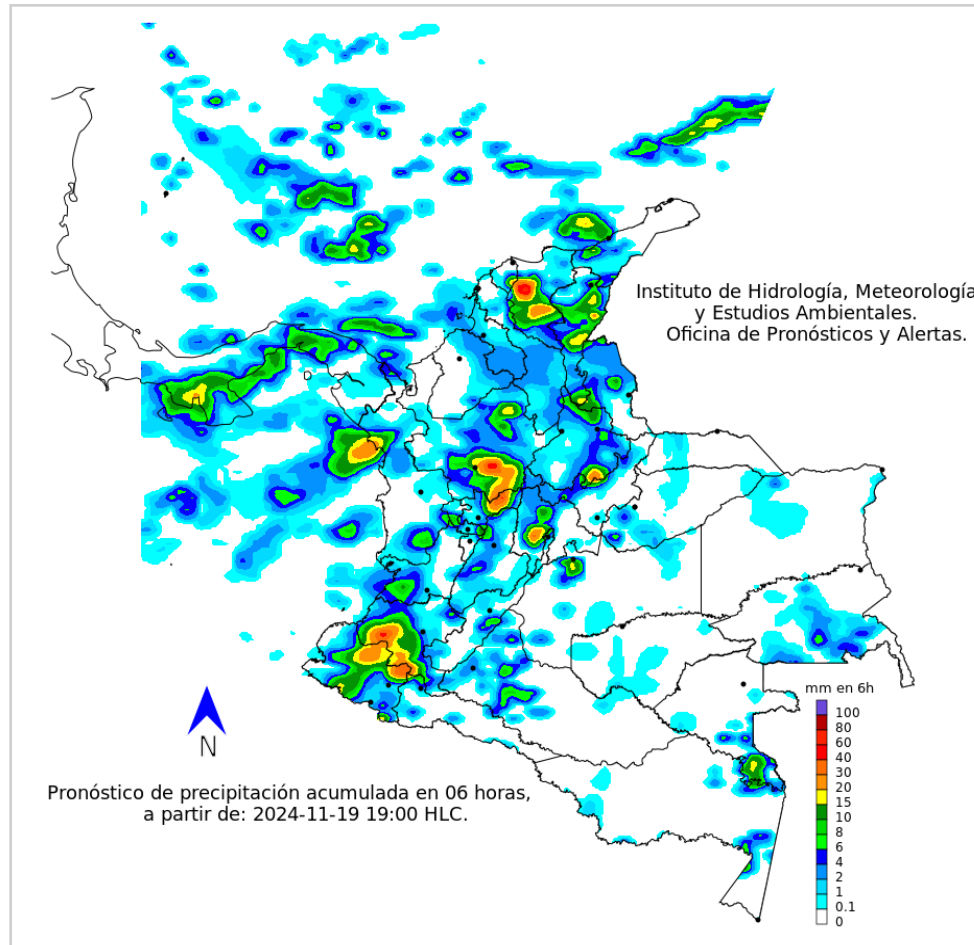 Instituto de Hidrología, Meteorología
y Estudios Ambientales.
Oficina de Pronósticos y Alertas.
mm en 6h
100
80
60
40
30
20
15
10
8
6
4
2
1
0.1
0
N
Pronóstico de precipitación acumulada en 06 horas,
a partir de: 2024-11-19 19:00 HLC.